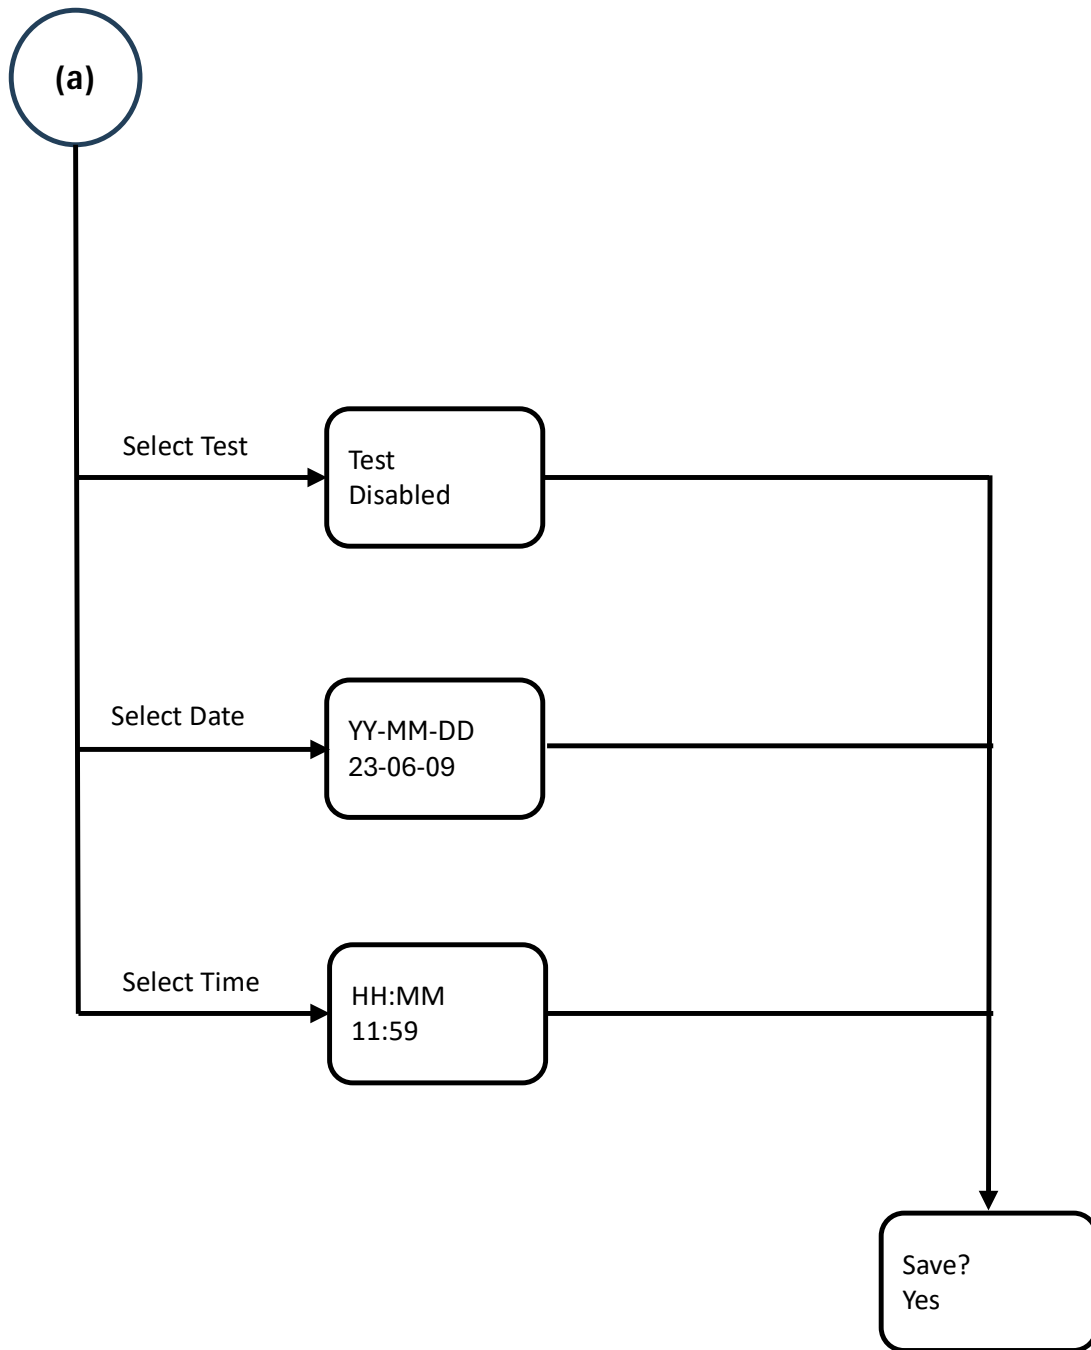 (a)
Select Test
Test
Disabled
Select Date
YY-MM-DD
23-06-09
Select Time
HH:MM
11:59
Save?
Yes